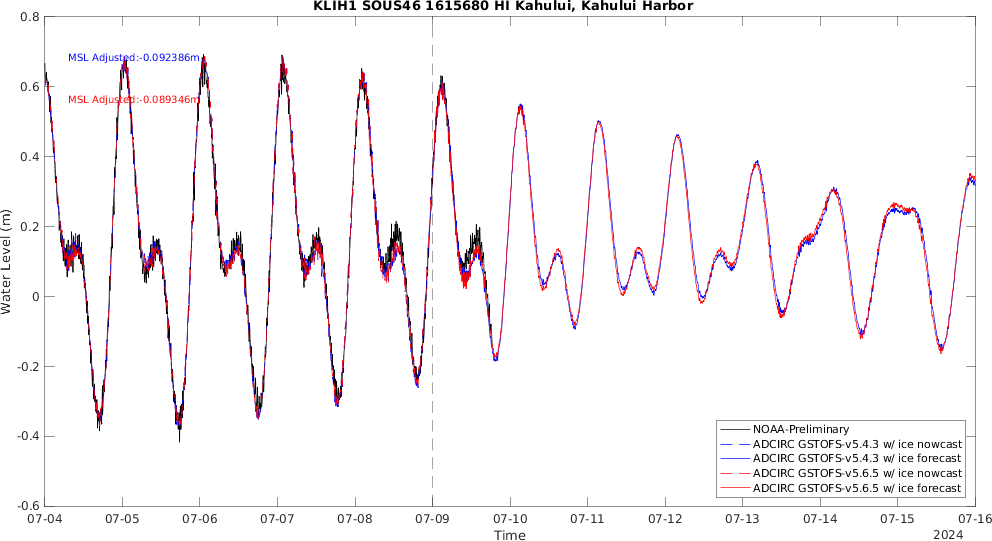 KLIH1 SOUS46 1615680 HI Kahului, Kahului Harbor
0.8
0.6
0.4
0.2
0
-0.2
-0.4
-0.6
Water Level (m)
MSL Adjusted:-0.092386m
MSL Adjusted:-0.089346m
NOAA-Preliminary
ADCIRC GSTOFS-v5.4.3 w/ ice nowcast
ADCIRC GSTOFS-v5.4.3 w/ ice forecast
ADCIRC GSTOFS-v5.6.5 w/ ice nowcast
ADCIRC GSTOFS-v5.6.5 w/ ice forecast
07-04 07-05 07-06 07-07 07-08 07-09 07-10 07-11 07-12 07-13 07-14 07-15 07-16
Time
2024